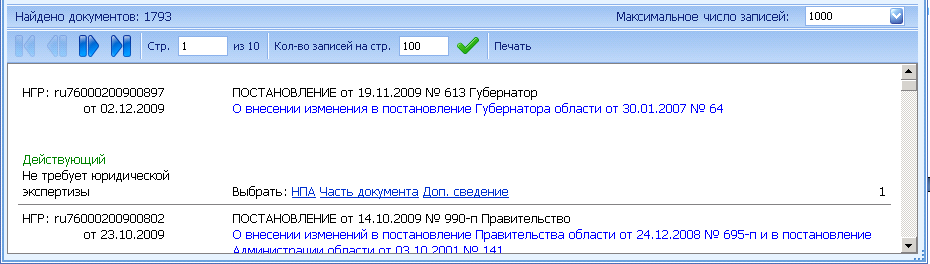 Найдено документов: 1793 Максимальное число записей: 1000
Стр. 1 из 10 Кол-во записей на стр. 100 Печать
НГР: ru76000200900897 ПОСТАНОВЛЕНИЕ от 19.11.2009 № 613 Губернатор
от 02.12.2009 О внесении изменения в постановление Губернатора области от 30.01.2007 № 64
Действующий
Не требует юридической
экспертизы Выбрать: НПА Часть документа Доп. сведение 1
НГР: ru76000200900802 ПОСТАНОВЛЕНИЕ от 14.10.2009 № 990-п Правительство
от 23.10.2009 О внесении изменений в постановление Правительства области от 24.12.2008 № 695-п и в постановление
Администрации области от 03.10.2001 № 141